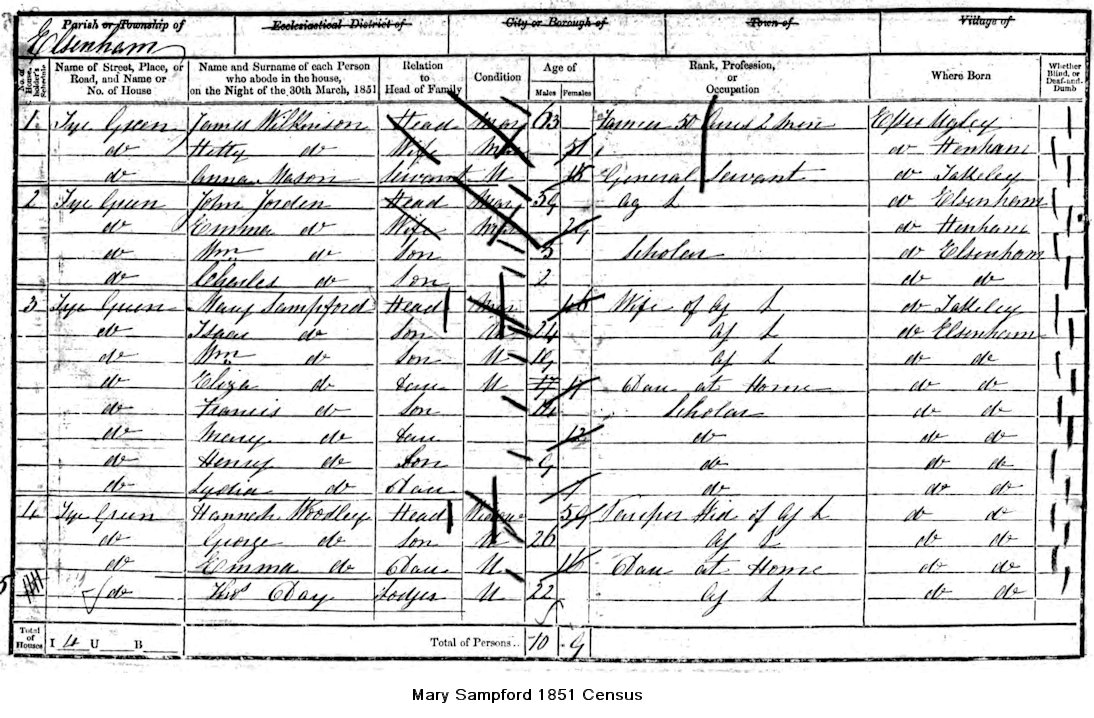 Parish or Township of Ecclesiastical District of City or Borough of Town of Village of
Elsenham
No. of House-holder's Schedule Name of Street, Place, or Road, and Name or No. of House Name and Surname of each Person who abode in the house, on the Night of the 30th March, 1851 Relation to Head of Family Condition Age of Males Females Rank, Profession, or Occupation Where Born Whether Blind, or Deaf-and-Dumb
1 Tye Green James Wilkinson Head Mar 63 Farmer 50 Acres 2 men Essex Ugley
do Hetty do Wife Mar do Henham
do Anna Mason Servant U 18 General Servant do Takeley
2 Tye Green John Jorden Head Mar Ag L do Elsenham
do Emma do Wife Mar do Henham
do Wm do Son 5 Scholar do Elsenham
do Charles do Son 2 do do
3 Tye Green Mary Sampford Head Mar Wife of Ag L do Takeley
do Isaac do Son U 24 Ag L do Elsenham
do Wm do Son U 19 Ag L do do
do Eliza do Dau U 17 17 Dau at Home do do
do Francis do Son 14 Scholar do do
do Mercy do Dau 12 do do do
do Henry do Son 9 do do do
do Lydia do Dau 7 do do do
4 Tye Green Hannah Woodley Head Widow 59 Pauper Wid of Ag L do do
do George do Son U 26 Ag L do do
do Emma do Dau U 16 Dau at Home do do
5 do Thos Day Lodger U 22 Ag L do do
Total of Houses I 4 U B Total of Persons.. 10 9
Mary Sampford 1851 Census